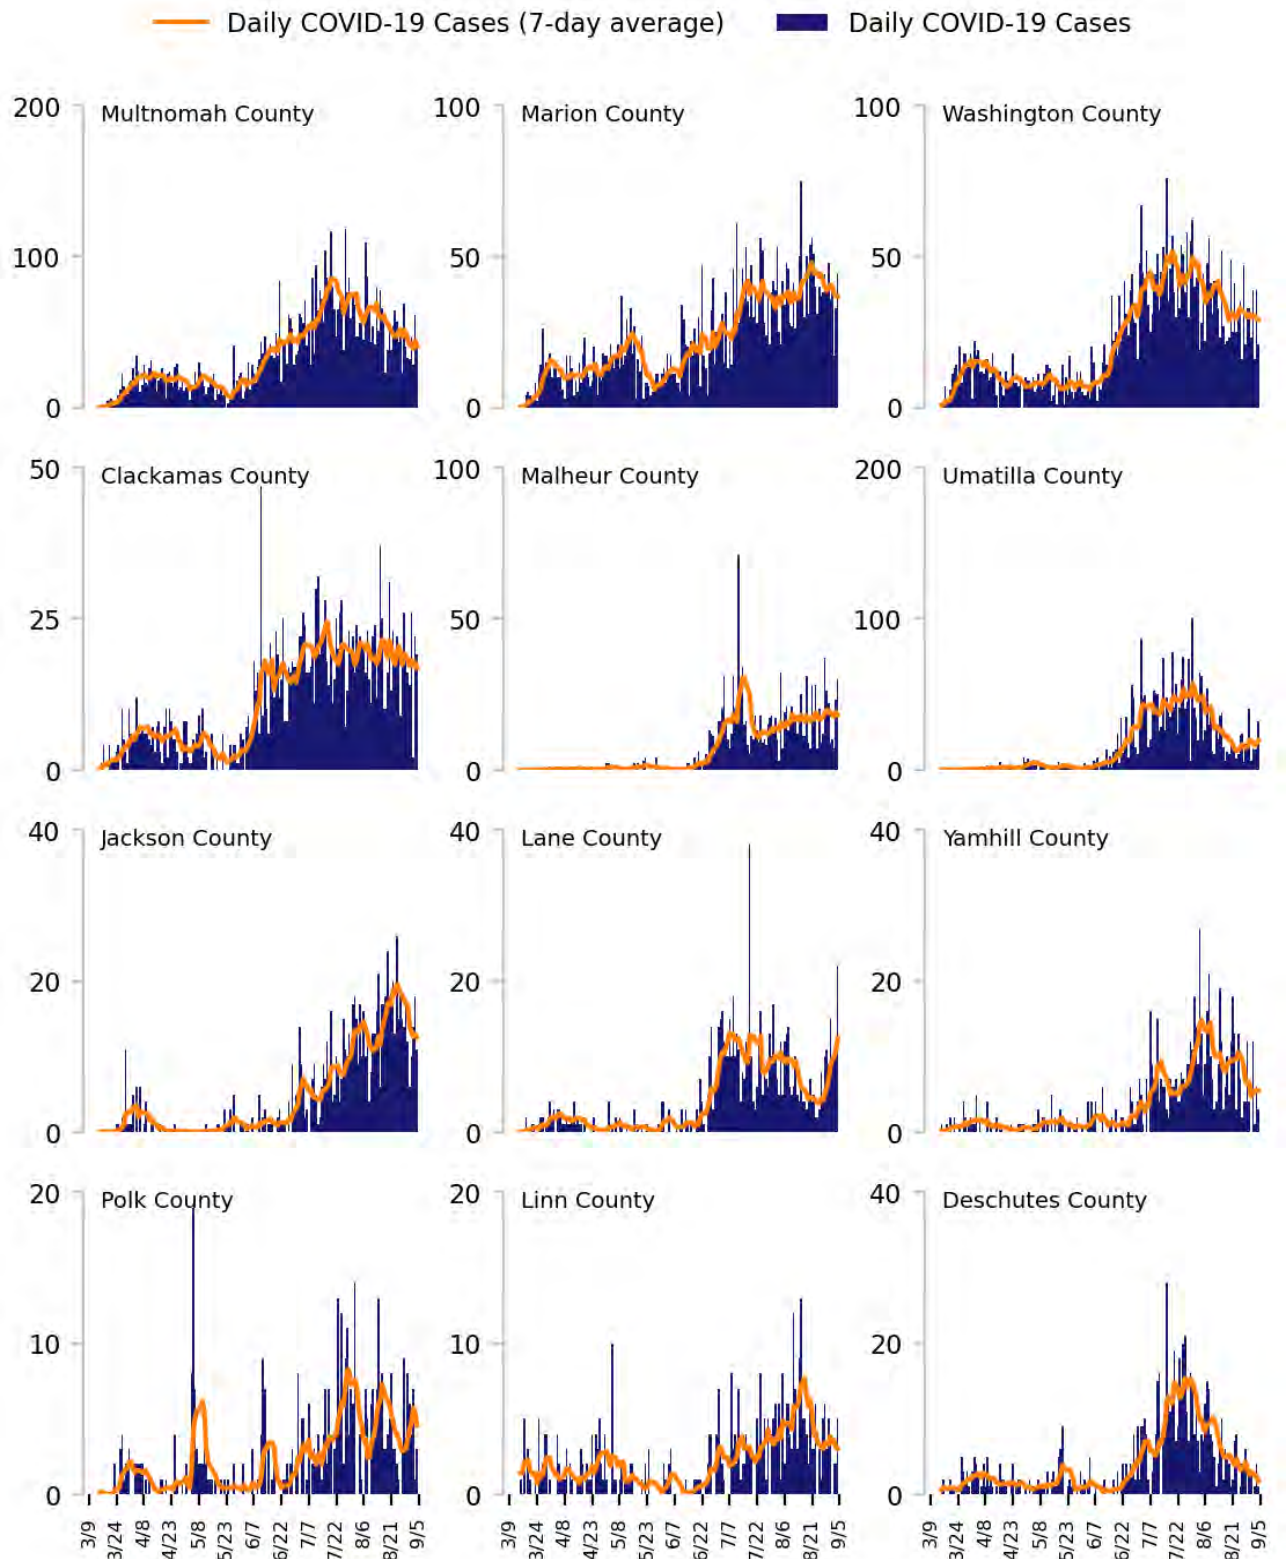 Daily COVID-19 Cases (7-day average) Daily COVID-19 Cases
200 Multnomah County 100 Marion County 100 Washington County
100 50 50
0 0 0
50 Clackamas County 100 Malheur County 200 Umatilla County
25 50 100
0 0 0
40 Jackson County 40 Lane County 40 Yamhill County
20 20 20
0 0 0
20 Polk County 20 Linn County 40 Deschutes County
10 10 20
0 0 0
3/9 3/24 4/8 4/23 5/8 5/23 6/7 6/22 7/7 7/22 8/6 8/21 9/5 3/9 3/24 4/8 4/23 5/8 5/23 6/7 6/22 7/7 7/22 8/6 8/21 9/5 3/9 3/24 4/8 4/23 5/8 5/23 6/7 6/22 7/7 7/22 8/6 8/21 9/5